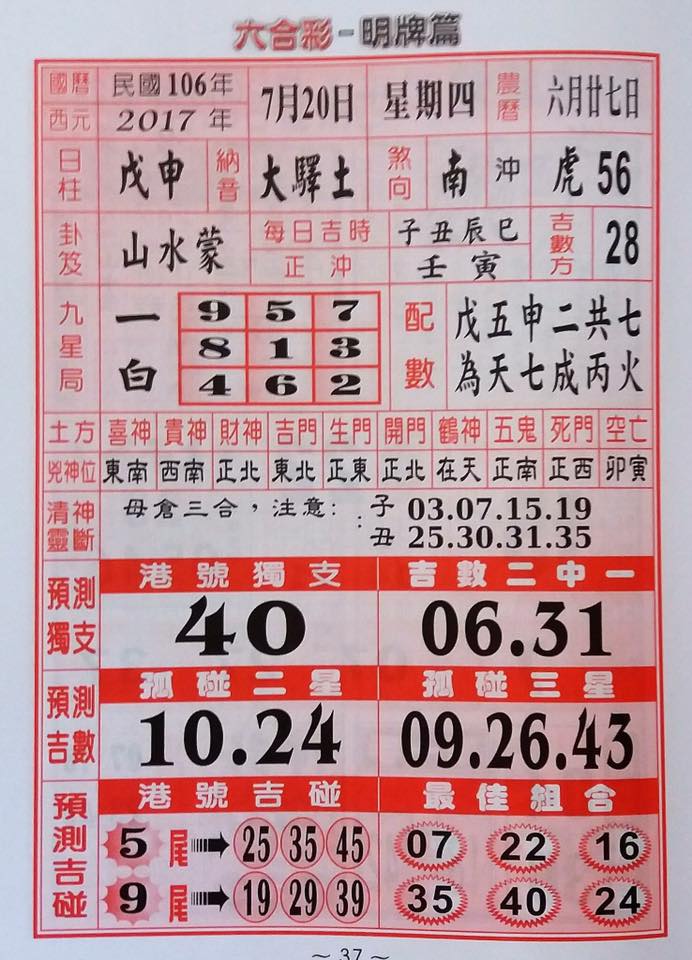 六合彩-明牌篇
國曆 民國106年 7月20日 星期四 農曆 六月廿七日
西元 2017年
日柱 戊申 納音 大驛土 煞向 南 沖 虎56
卦笈 山水蒙 每日吉時 子丑辰巳 吉數方 28
正沖 壬寅
九星局 一白 9 5 7
8 1 3
4 6 2
配數 戊五申二共七
為天七成丙火
土方 喜神 貴神 財神 吉門 生門 開門 鶴神 五鬼 死門 空亡
兇神位 東南 西南 正北 東北 正東 正北 在天 正南 正西 卯寅
清神靈斷 母倉三合，注意：：子 03.07.15.19
丑 25.30.31.35
預測獨支 港號獨支 吉數二中一
40 06.31
預測吉數 孤碰二星 孤碰三星
10.24 09.26.43
預測吉碰 港號吉碰 最佳組合
5尾 25 35 45 07 22 16
9尾 19 29 39 35 40 24
～37～